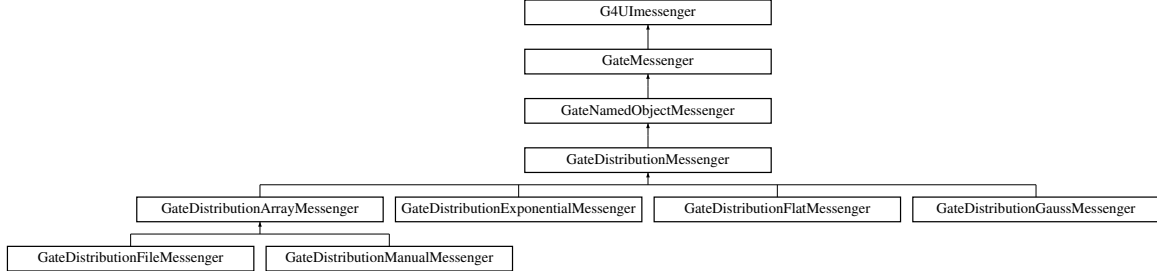 G4UImessenger
GateMessenger
GateNamedObjectMessenger
GateDistributionMessenger
GateDistributionArrayMessenger
GateDistributionExponentialMessenger
GateDistributionFlatMessenger
GateDistributionGaussMessenger
GateDistributionFileMessenger
GateDistributionManualMessenger